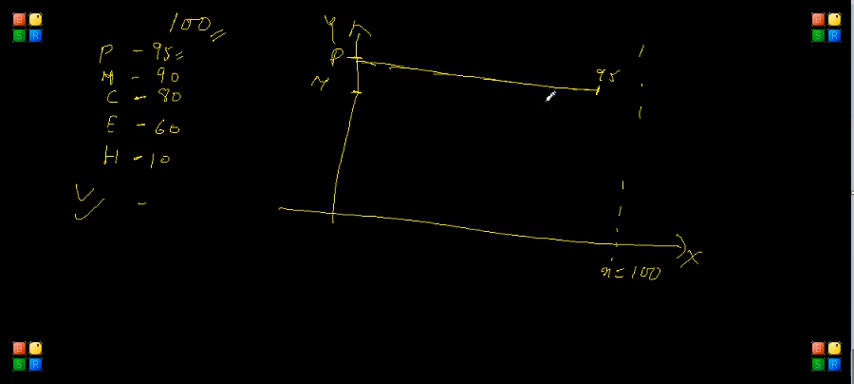 100
P - 95
M - 90
C - 80
E - 60
H - 10
-
Y
P
M
95
X
n = 100
B
S R
B
S R
B
S R
B
S R